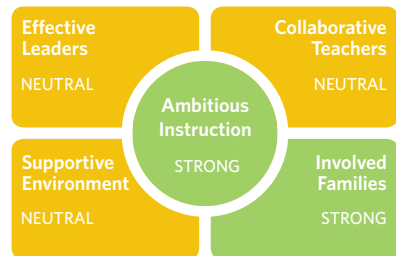 Effective
Leaders
NEUTRAL
Collaborative
Teachers
NEUTRAL
Ambitious
Instruction
STRONG
Supportive
Environment
NEUTRAL
Involved
Families
STRONG